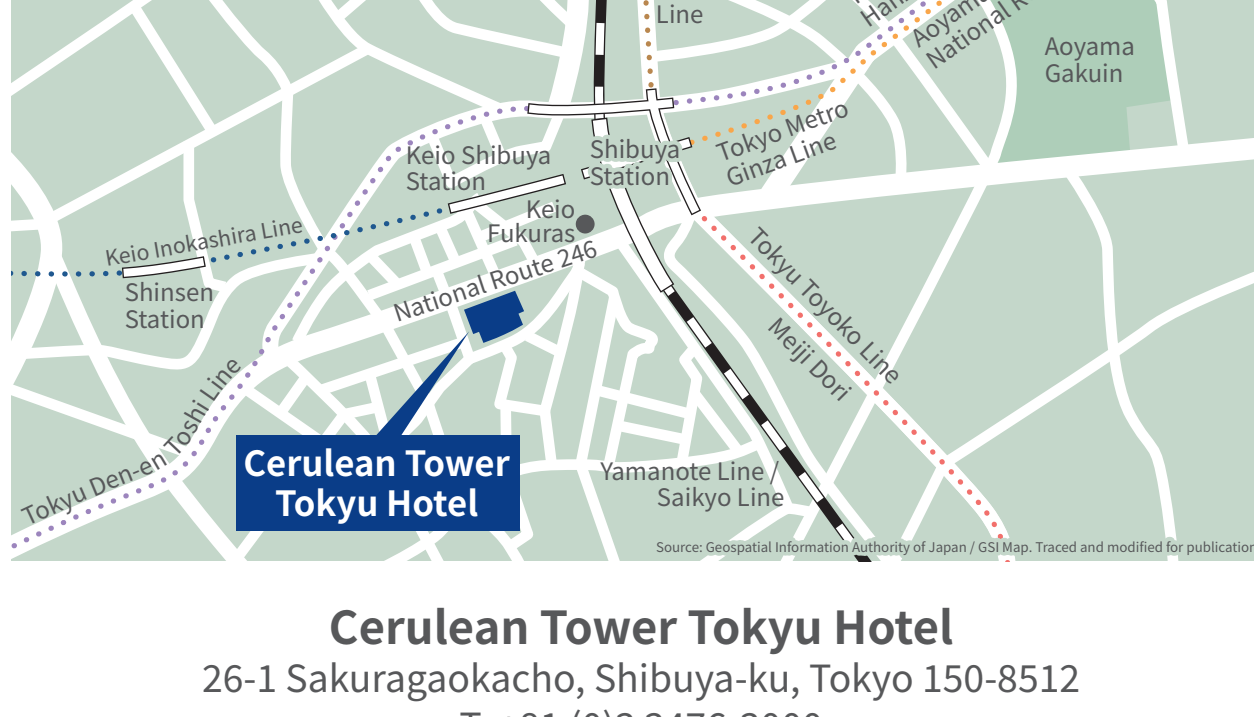 Line
Aoyama
Gakuin
Tokyo Metro
Ginza Line
Keio Shibuya
Station
Shibuya
Station
Keio
Fukuras
National Route 246
Keio Inokashira Line
Shinsen
Station
Tokyu Toyoko Line
Meiji Dori
Tokyu Den-en Toshi Line
Cerulean Tower
Tokyu Hotel
Yamanote Line /
Saikyo Line
Source: Geospatial Information Authority of Japan / GSI Map. Traced and modified for publication
Cerulean Tower Tokyu Hotel
26-1 Sakuragaokacho, Shibuya-ku, Tokyo 150-8512